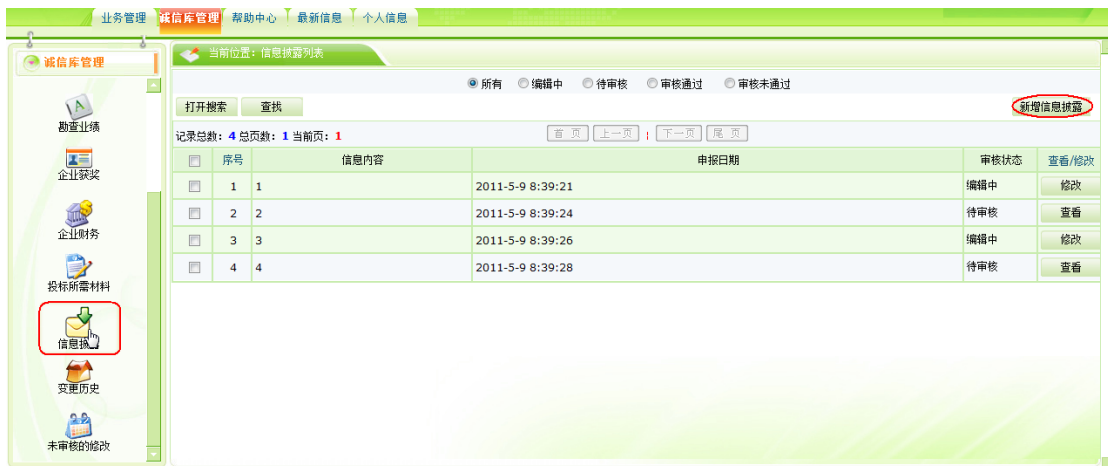 业务管理 诚信库管理 帮助中心 最新信息 个人信息
诚信库管理
当前位置：信息披露列表
所有 编辑中 待审核 审核通过 审核未通过
打开搜索 查找 新增信息披露
记录总数：4 总页数：1 当前页：1 首 页 上一页 | 下一页 尾 页
序号 信息内容 申报日期 审核状态 查看/修改
1 1 2011-5-9 8:39:21 编辑中 修改
2 2 2011-5-9 8:39:24 待审核 查看
3 3 2011-5-9 8:39:26 编辑中 修改
4 4 2011-5-9 8:39:28 待审核 查看
勘查业绩
企业获奖
企业财务
投标所需材料
信息披
变更历史
未审核的修改